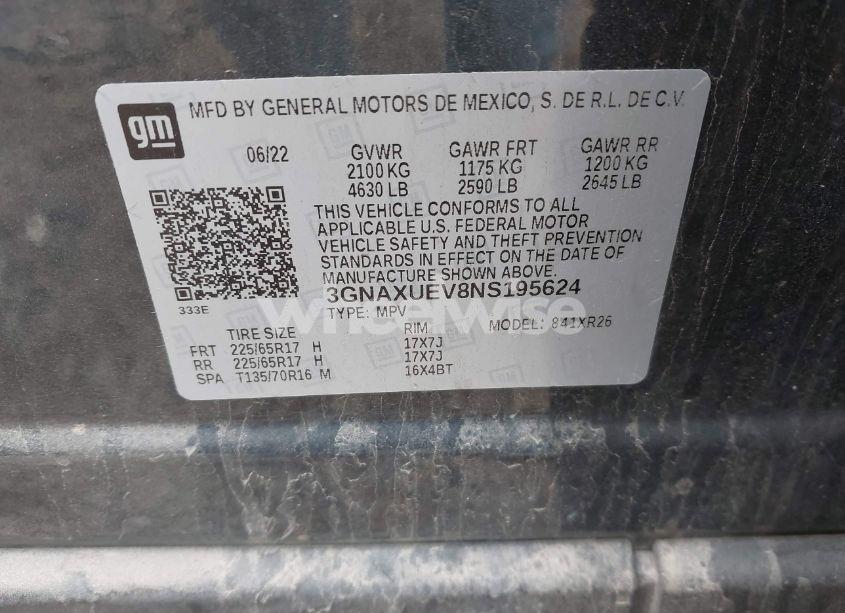 gm
MFD BY GENERAL MOTORS DE MEXICO, S. DE R.L. DE C.V.
06/22 GVWR GAWR FRT GAWR RR
2100 KG 1175 KG 1200 KG
4630 LB 2590 LB 2645 LB
THIS VEHICLE CONFORMS TO ALL
APPLICABLE U.S. FEDERAL MOTOR
VEHICLE SAFETY AND THEFT PREVENTION
STANDARDS IN EFFECT ON THE DATE OF
MANUFACTURE SHOWN ABOVE.
333E
3GNAXUEV8NS195624
TYPE: MPV MODEL: 841XR26
wheelwise
TIRE SIZE RIM
FRT 225/65R17 H 17X7J
RR 225/65R17 H 17X7J
SPA T135/70R16 M 16X4BT